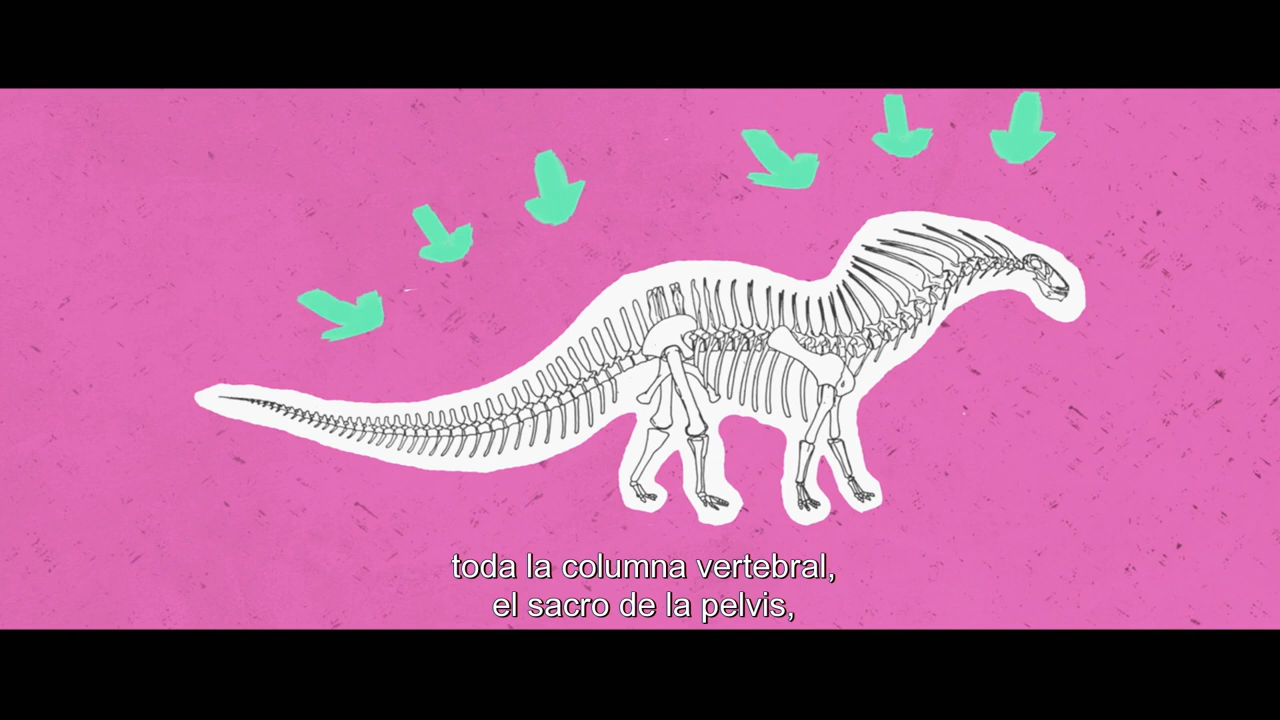 toda la columna vertebral,
el sacro de la pelvis,